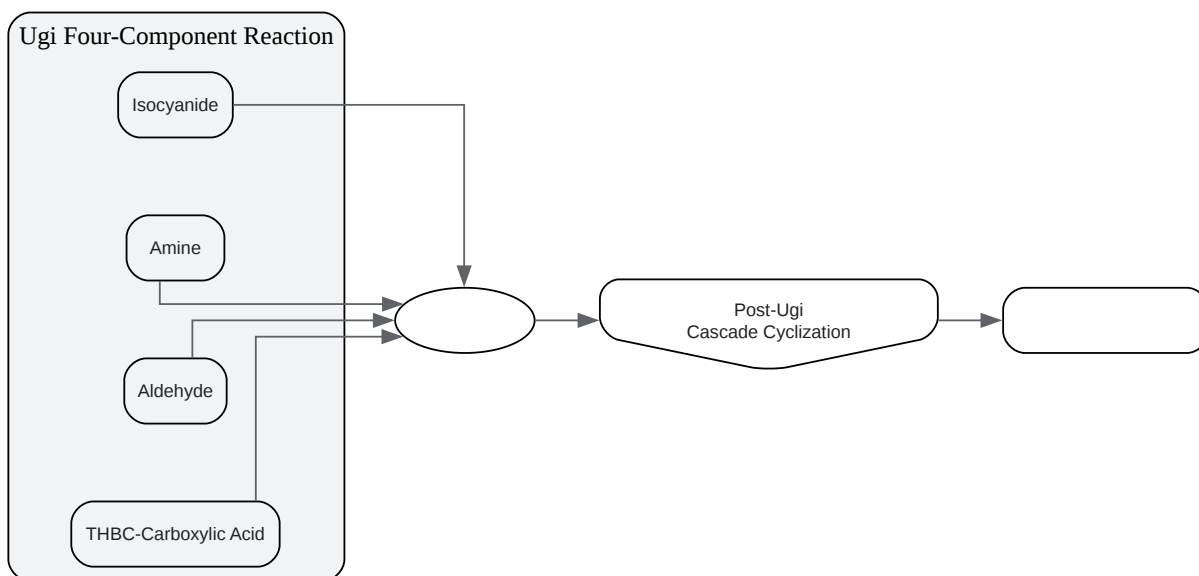 Ugi Four-Component Reaction
Isocyanide
Amine
Aldehyde
THBC-Carboxylic Acid
Post-Ugi
Cascade Cyclization